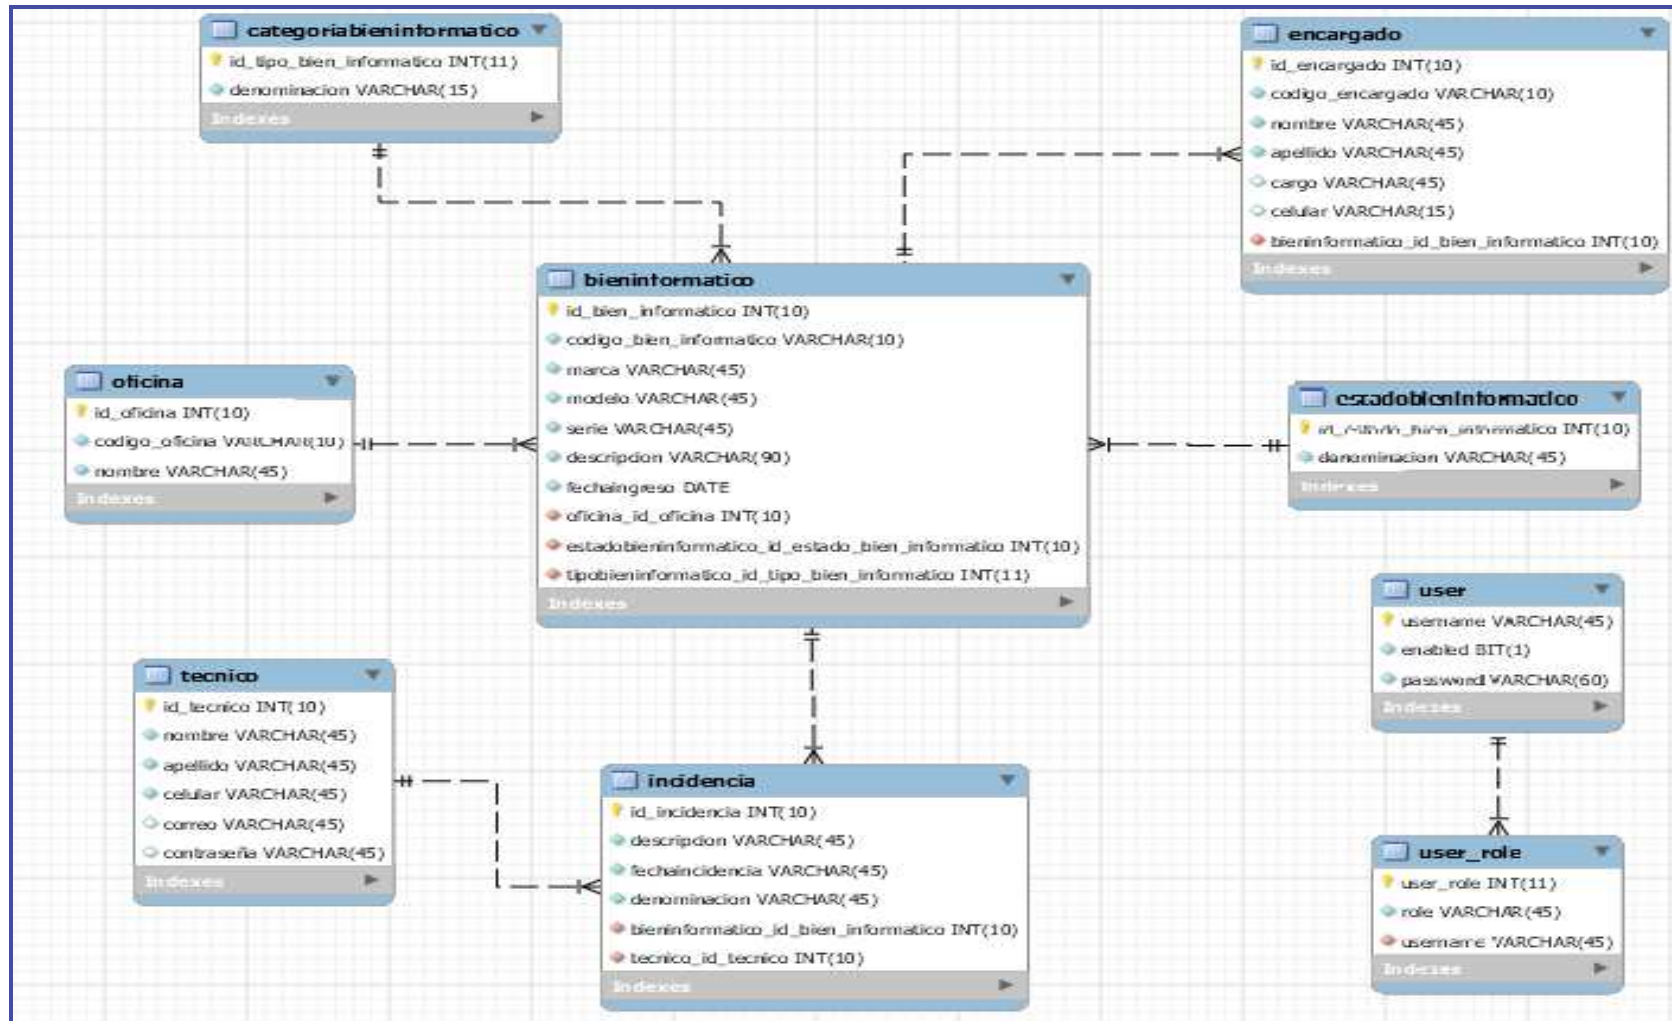 categoriabieninformatico
id_tipo_bien_informatico INT(11)
denominacion VARCHAR(15)
Indexes
encargado
id_encargado INT(10)
codigo_encargado VARCHAR(10)
nombre VARCHAR(45)
apellido VARCHAR(45)
cargo VARCHAR(45)
celular VARCHAR(15)
bieninformatico_id_bien_informatico INT(10)
Indexes
bieninformatico
id_bien_informatico INT(10)
codigo_bien_informatico VARCHAR(10)
marca VARCHAR(45)
modelo VARCHAR(45)
serie VARCHAR(45)
descripcion VARCHAR(90)
fechaingreso DATE
oficina_id_oficina INT(10)
estadobieninformatico_id_estado_bien_informatico INT(10)
tipobieninformatico_id_tipo_bien_informatico INT(11)
Indexes
oficina
id_oficina INT(10)
codigo_oficina VARCHAR(10)
nombre VARCHAR(45)
Indexes
estadobieninformatico
id_estado_bien_informatico INT(10)
denominacion VARCHAR(45)
Indexes
user
username VARCHAR(45)
enabled BIT(1)
password VARCHAR(60)
Indexes
tecnico
id_tecnico INT(10)
nombre VARCHAR(45)
apellido VARCHAR(45)
celular VARCHAR(45)
correo VARCHAR(45)
contraseña VARCHAR(45)
Indexes
incidencia
id_incidencia INT(10)
descripcion VARCHAR(45)
fechaincidencia VARCHAR(45)
denominacion VARCHAR(45)
bieninformatico_id_bien_informatico INT(10)
tecnico_id_tecnico INT(10)
Indexes
user_role
user_role INT(11)
role VARCHAR(45)
username VARCHAR(45)
Indexes